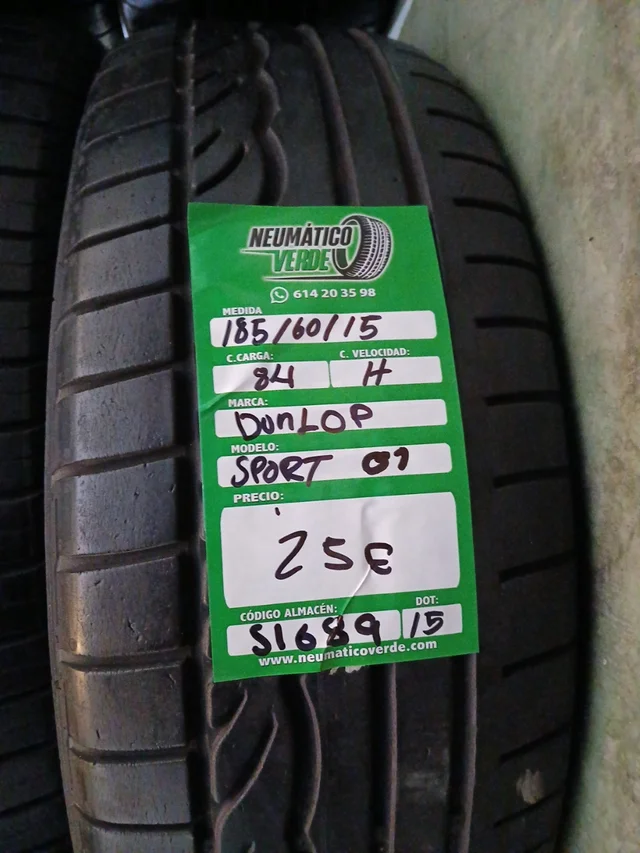 NEUMÁTICO
VERDE
614 20 35 98
MEDIDA
185/60/15
C.CARGA: C. VELOCIDAD:
84 H
MARCA:
DUNLOP
MODELO:
SPORT 01
PRECIO:
25€
CÓDIGO ALMACÉN: DOT:
S1689 15
www.neumaticoverde.com